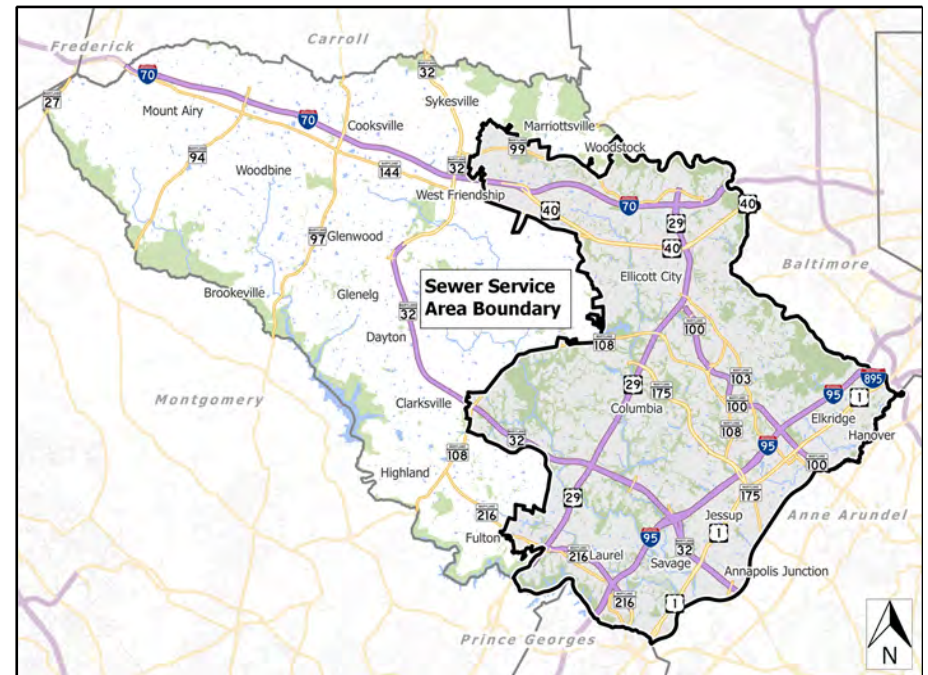 Frederick
Carroll
70
32
27
Mount Airy
Sykesville
70
Cooksville
Marriottsville
MARYLAND
99
Woodstock
94
Woodbine
144
32
West Friendship
40
70
40
29
97
Glenwood
40
Ellicott City
Baltimore
Brookeville
Glenelg
Sewer Service
Area Boundary
32
Dayton
100
108
103
895
95
29
175
1
Montgomery
Clarksville
Columbia
100
Elkridge
108
Hanover
32
95
108
100
Highland
175
29
216
Jessup
Anne Arundel
1
Fulton
95
216
Laurel
32
Savage
Annapolis Junction
216
1
Prince Georges
N